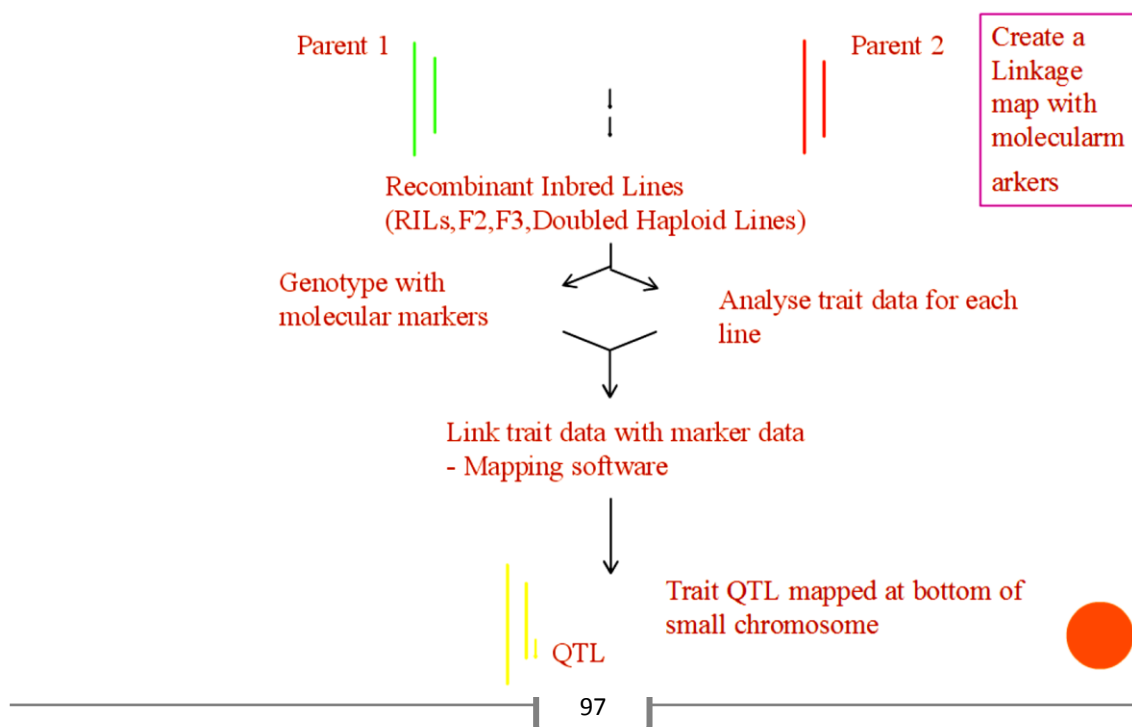 Parent 1
Parent 2
Create a
Linkage
map with
molecularm
arkers
Recombinant Inbred Lines
(RILs,F2,F3,Doubled Haploid Lines)
Genotype with
molecular markers
Analyse trait data for each
line
Link trait data with marker data
- Mapping software
Trait QTL mapped at bottom of
small chromosome
QTL
97